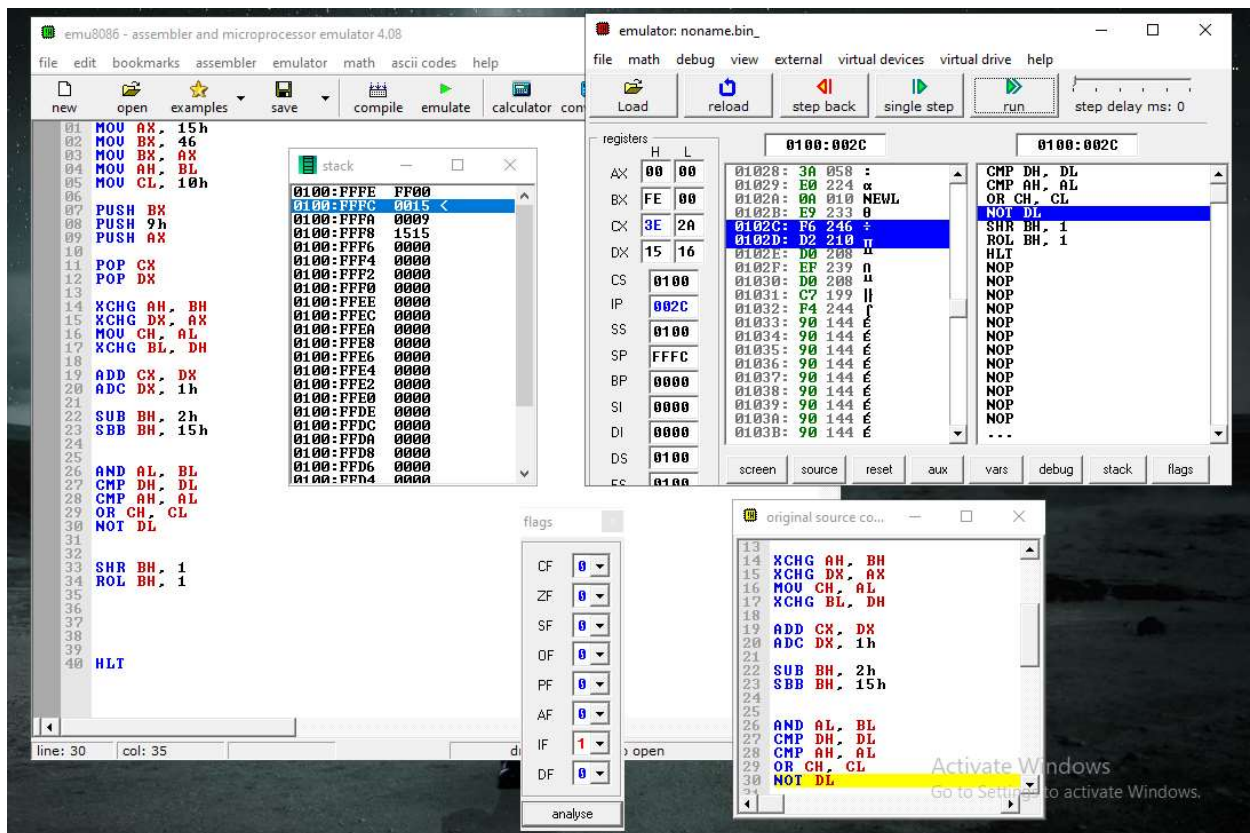 emu8086 - assembler and microprocessor emulator 4.08
file edit bookmarks assembler emulator math ascii codes help
new open examples save compile emulate calculator
01 MOV AX, 15h
02 MOV BX, 46
03 MOV BX, AX
04 MOV AH, BL
05 MOV CL, 10h
06
07 PUSH BX
08 PUSH 9h
09 PUSH AX
10
11 POP CX
12 POP DX
13
14 XCHG AH, BH
15 XCHG DX, AX
16 MOV CH, AL
17 XCHG BL, DH
18
19 ADD CX, DX
20 ADC DX, 1h
21
22 SUB BH, 2h
23 SBB BH, 15h
24
25
26 AND AL, BL
27 CMP DH, DL
28 CMP AH, AL
29 OR CH, CL
30 NOT DL
31
32
33 SHR BH, 1
34 ROL BH, 1
35
36
37
38
39
40 HLT
line: 30 col: 35
open
stack
0100:FFFE FF00
0100:FFFC 0015 <
0100:FFFA 0009
0100:FFF8 1515
0100:FFF6 0000
0100:FFF4 0000
0100:FFF2 0000
0100:FFF0 0000
0100:FFEE 0000
0100:FFEC 0000
0100:FFEA 0000
0100:FFE8 0000
0100:FFE6 0000
0100:FFE4 0000
0100:FFE2 0000
0100:FFE0 0000
0100:FFDE 0000
0100:FFDC 0000
0100:FFDA 0000
0100:FFD8 0000
0100:FFD6 0000
0100:FFD4 0000
emulator: noname.bin_
file math debug view external virtual devices virtual drive help
Load reload step back single step run step delay ms: 0
registers
H L
AX 00 00
BX FE 00
CX 3E 2A
DX 15 16
CS 0100
IP 002C
SS 0100
SP FFFC
BP 0000
SI 0000
DI 0000
DS 0100
ES 0100
0100:002C
01028: 3A 058 :
01029: E0 224 α
0102A: 0A 010 NEWL
0102B: E9 233 θ
0102C: F6 246 ÷
0102D: D2 210 ╥
0102E: D0 208 ╨
0102F: EF 239 ∩
01030: D0 208 ╨
01031: C7 199 ╟
01032: F4 244 ⌠
01033: 90 144 É
01034: 90 144 É
01035: 90 144 É
01036: 90 144 É
01037: 90 144 É
01038: 90 144 É
01039: 90 144 É
0103A: 90 144 É
0103B: 90 144 É
0100:002C
CMP DH, DL
CMP AH, AL
OR CH, CL
NOT DL
SHR BH, 1
ROL BH, 1
HLT
NOP
NOP
NOP
NOP
NOP
NOP
NOP
NOP
NOP
NOP
NOP
NOP
...
screen source reset aux vars debug stack flags
flags
CF 0
ZF 0
SF 0
OF 0
PF 0
AF 0
IF 1
DF 0
analyse
original source co...
13
14 XCHG AH, BH
15 XCHG DX, AX
16 MOV CH, AL
17 XCHG BL, DH
18
19 ADD CX, DX
20 ADC DX, 1h
21
22 SUB BH, 2h
23 SBB BH, 15h
24
25
26 AND AL, BL
27 CMP DH, DL
28 CMP AH, AL
29 OR CH, CL
30 NOT DL
31
Activate Windows
Go to Settings to activate Windows.